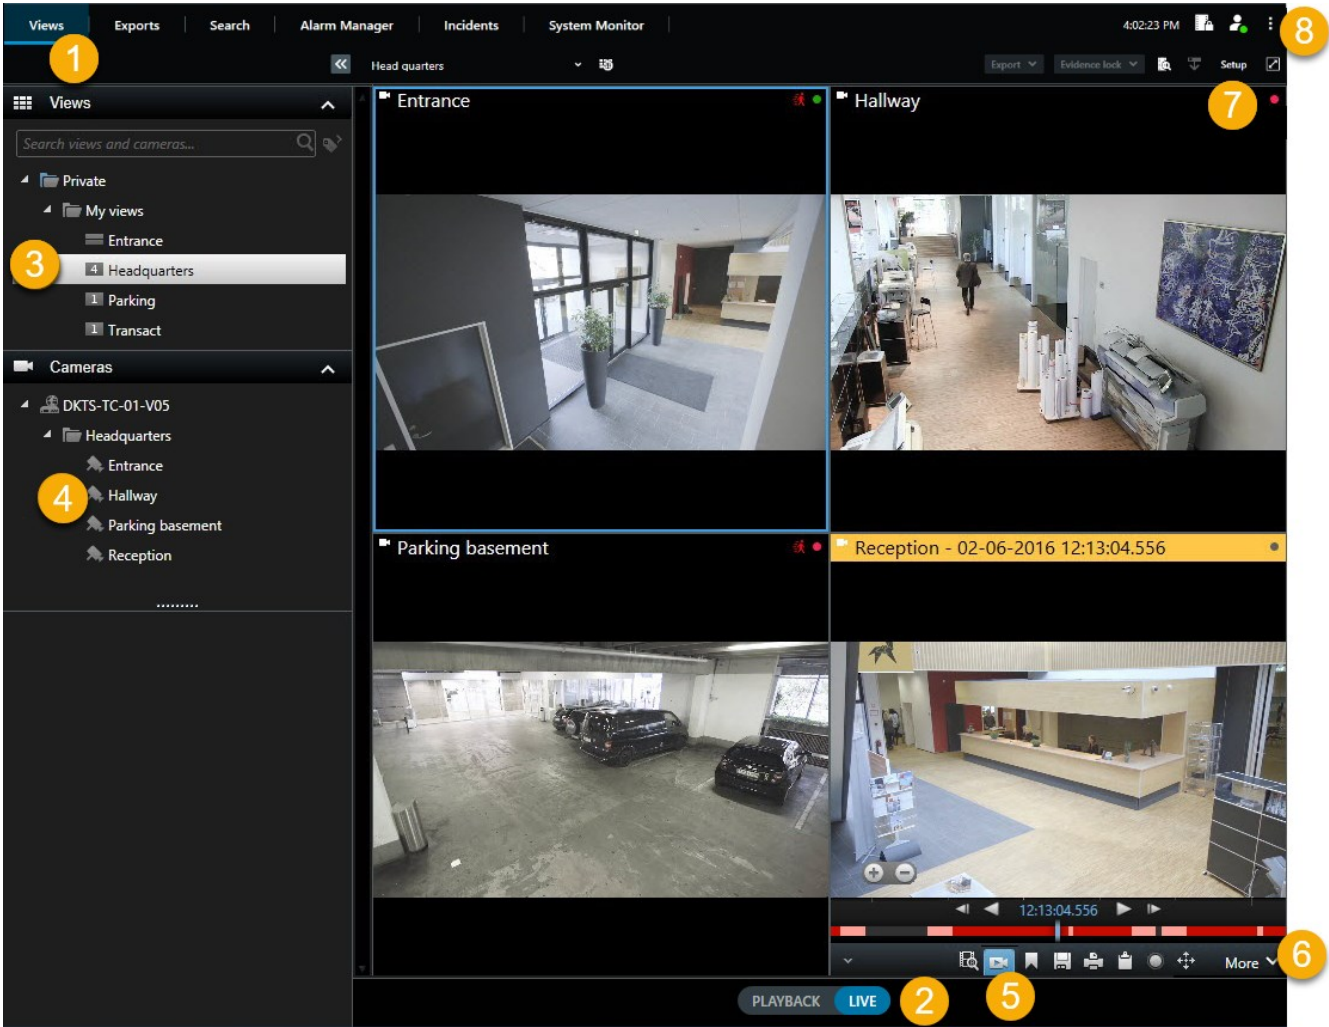 Views Exports Search Alarm Manager Incidents System Monitor 4:02:23 PM 8
1
Head quarters Export Evidence lock Setup
7
Views
Search views and cameras...
Private
My views
Entrance
3 4 Headquarters
1 Parking
1 Transact
Cameras
DKTS-TC-01-V05
Headquarters
Entrance
4 Hallway
Parking basement
Reception
Entrance
Hallway
Parking basement
Reception - 02-06-2016 12:13:04.556
12:13:04.556
More 6
5
PLAYBACK LIVE 2